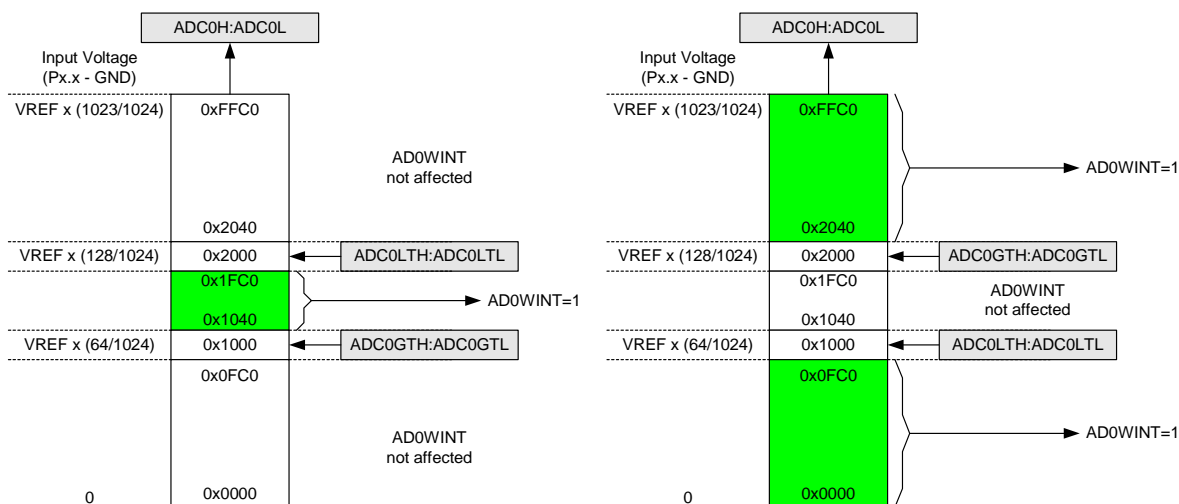 ADC0H:ADC0L
Input Voltage
(Px.x - GND)
VREF x (1023/1024)
0xFFC0
AD0WINT
not affected
0x2040
VREF x (128/1024)
0x2000
ADC0LTH:ADC0LTL
0x1FC0
AD0WINT=1
0x1040
VREF x (64/1024)
0x1000
ADC0GTH:ADC0GTL
0x0FC0
AD0WINT
not affected
0
0x0000
ADC0H:ADC0L
Input Voltage
(Px.x - GND)
VREF x (1023/1024)
0xFFC0
AD0WINT=1
0x2040
VREF x (128/1024)
0x2000
ADC0GTH:ADC0GTL
0x1FC0
AD0WINT
not affected
0x1040
VREF x (64/1024)
0x1000
ADC0LTH:ADC0LTL
0x0FC0
AD0WINT=1
0
0x0000